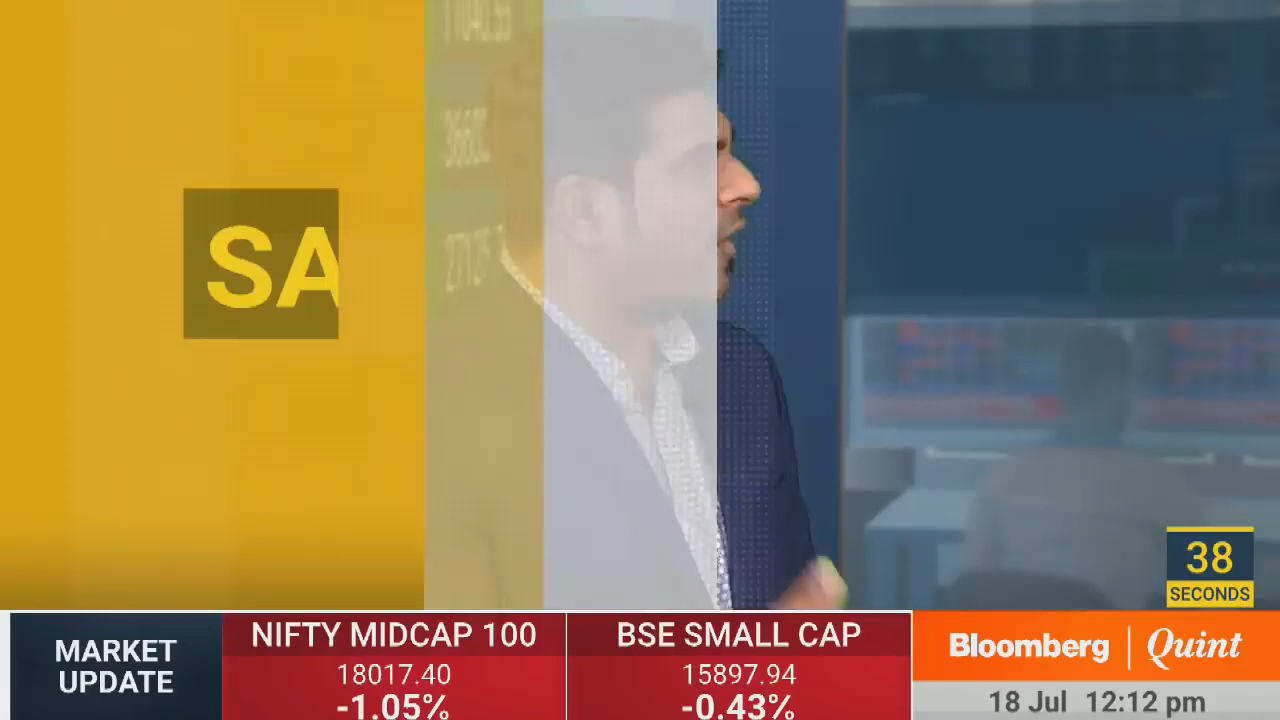 SA
38
SECONDS
MARKET
UPDATE
NIFTY MIDCAP 100
18017.40
-1.05%
BSE SMALL CAP
15897.94
-0.43%
Bloomberg | Quint
18 Jul 12:12 pm